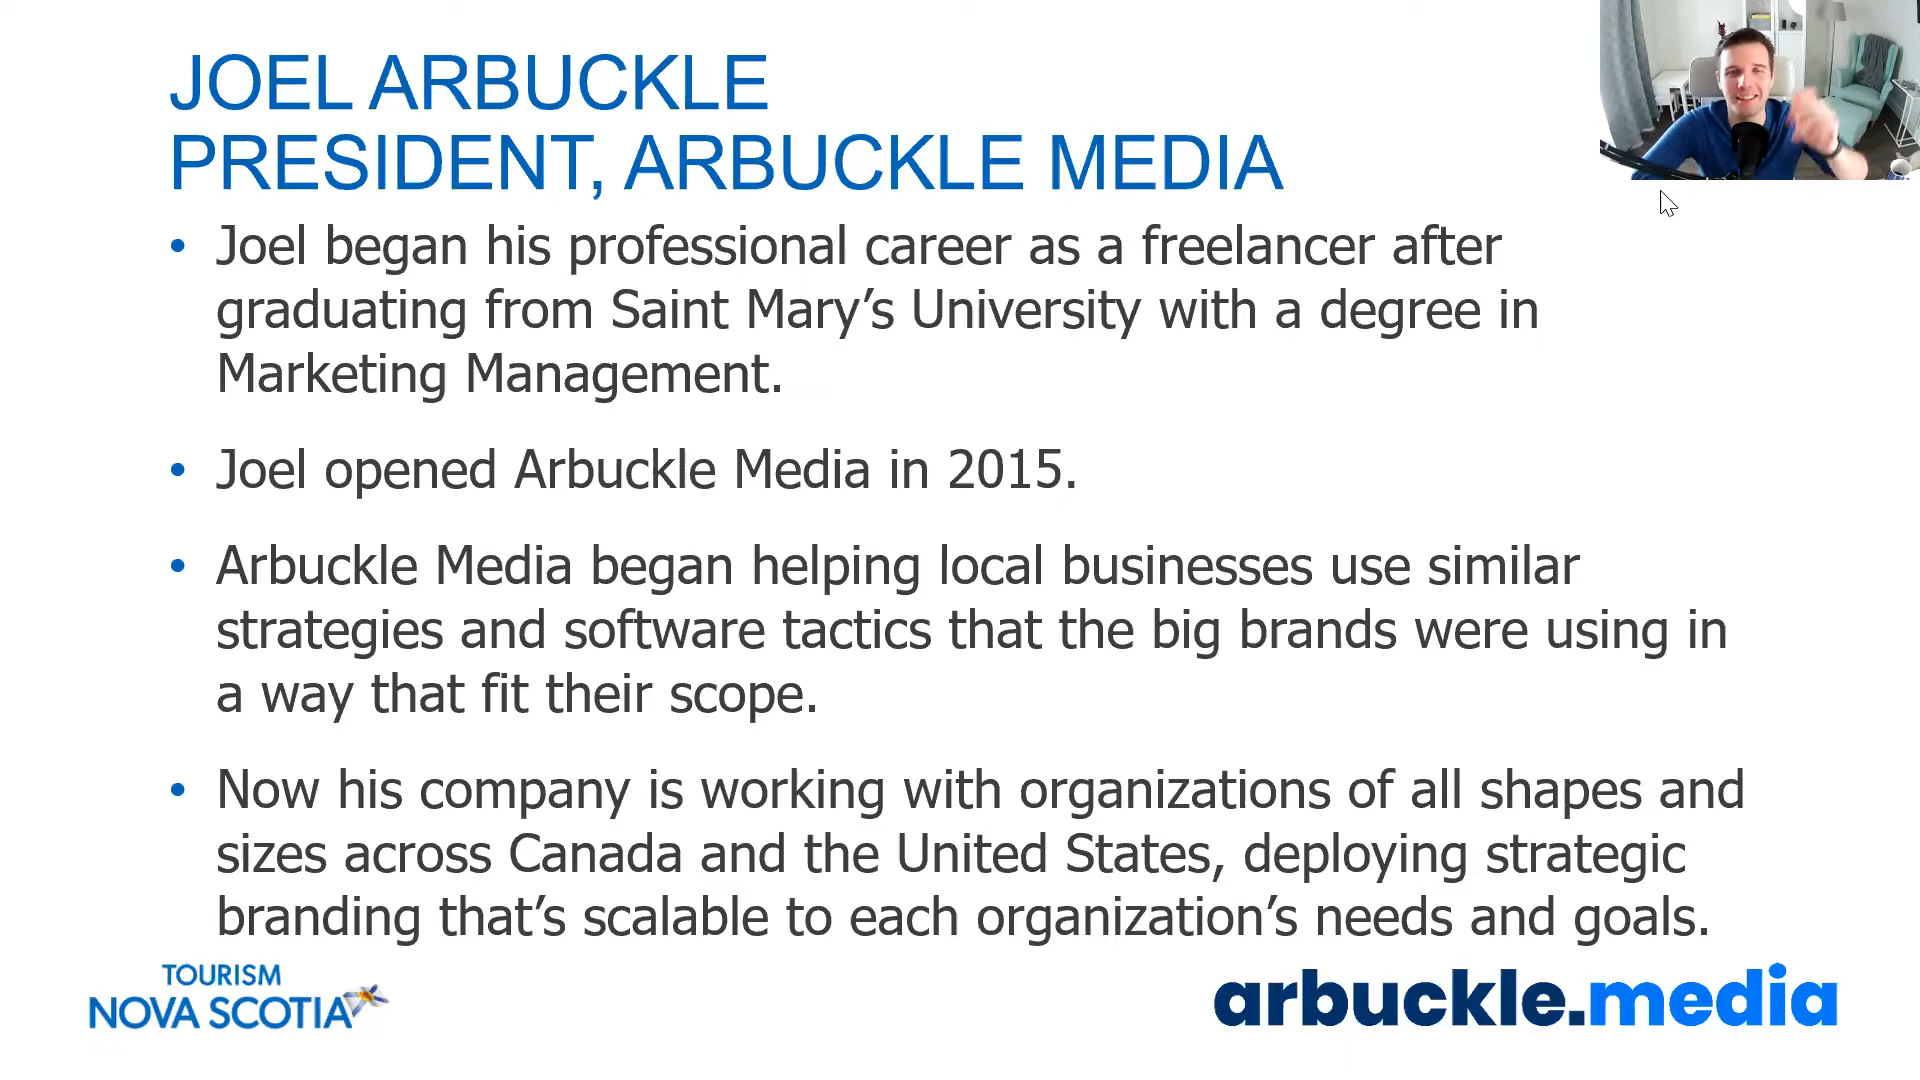 JOEL ARBUCKLE
PRESIDENT, ARBUCKLE MEDIA
• Joel began his professional career as a freelancer after
graduating from Saint Mary’s University with a degree in
Marketing Management.
• Joel opened Arbuckle Media in 2015.
• Arbuckle Media began helping local businesses use similar
strategies and software tactics that the big brands were using in
a way that fit their scope.
• Now his company is working with organizations of all shapes and
sizes across Canada and the United States, deploying strategic
branding that’s scalable to each organization’s needs and goals.
TOURISM
NOVA SCOTIA
arbuckle.media